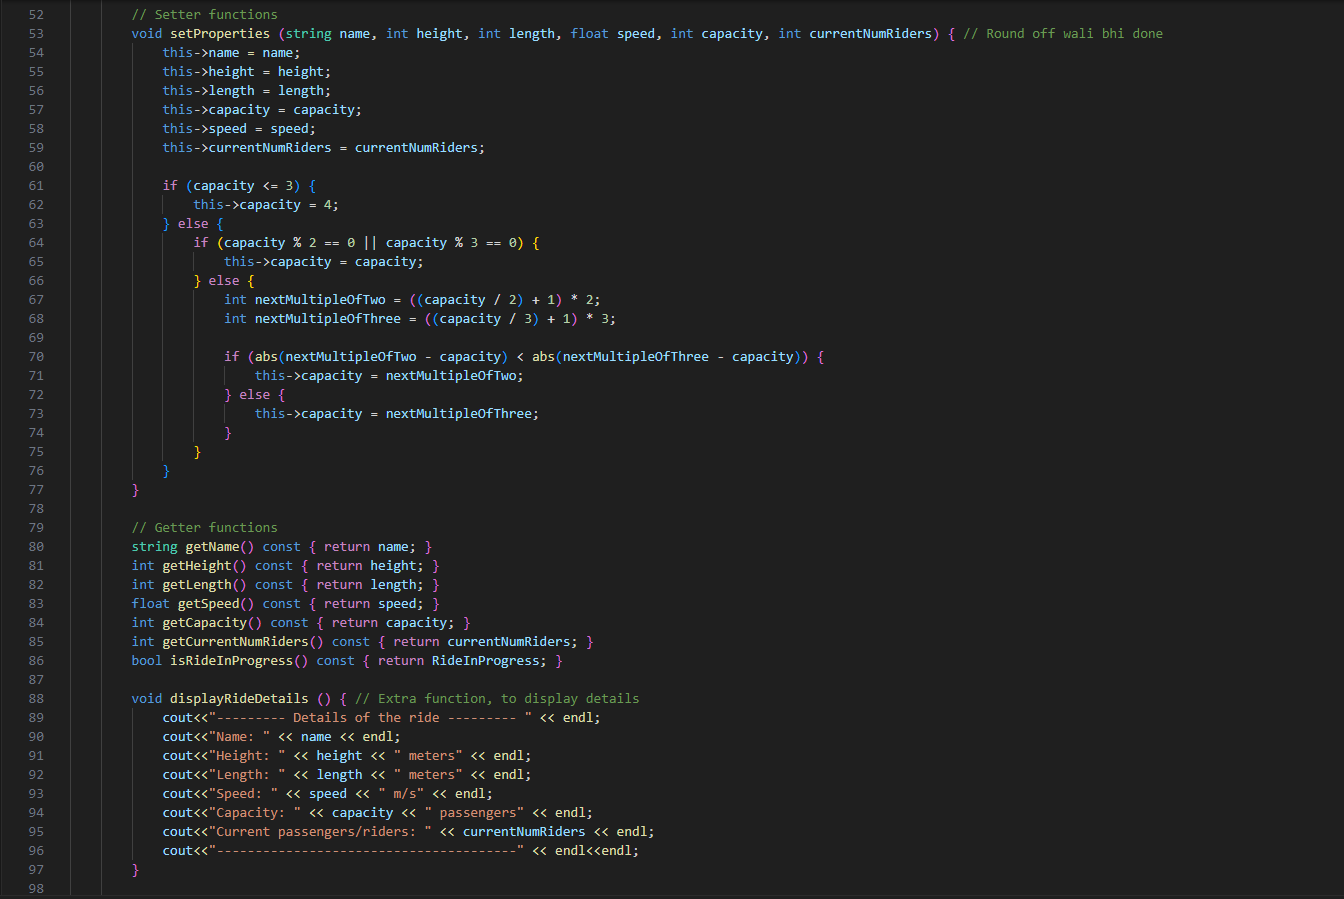 52 // Setter functions
53 void setProperties (string name, int height, int length, float speed, int capacity, int currentNumRiders) { // Round off wali bhi done
54 this->name = name;
55 this->height = height;
56 this->length = length;
57 this->capacity = capacity;
58 this->speed = speed;
59 this->currentNumRiders = currentNumRiders;
60
61 if (capacity <= 3) {
62 this->capacity = 4;
63 } else {
64 if (capacity % 2 == 0 || capacity % 3 == 0) {
65 this->capacity = capacity;
66 } else {
67 int nextMultipleOfTwo = ((capacity / 2) + 1) * 2;
68 int nextMultipleOfThree = ((capacity / 3) + 1) * 3;
69
70 if (abs(nextMultipleOfTwo - capacity) < abs(nextMultipleOfThree - capacity)) {
71 this->capacity = nextMultipleOfTwo;
72 } else {
73 this->capacity = nextMultipleOfThree;
74 }
75 }
76 }
77 }
78
79 // Getter functions
80 string getName() const { return name; }
81 int getHeight() const { return height; }
82 int getLength() const { return length; }
83 float getSpeed() const { return speed; }
84 int getCapacity() const { return capacity; }
85 int getCurrentNumRiders() const { return currentNumRiders; }
86 bool isRideInProgress() const { return RideInProgress; }
87
88 void displayRideDetails () { // Extra function, to display details
89 cout<<"--------- Details of the ride --------- " << endl;
90 cout<<"Name: " << name << endl;
91 cout<<"Height: " << height << " meters" << endl;
92 cout<<"Length: " << length << " meters" << endl;
93 cout<<"Speed: " << speed << " m/s" << endl;
94 cout<<"Capacity: " << capacity << " passengers" << endl;
95 cout<<"Current passengers/riders: " << currentNumRiders << endl;
96 cout<<"---------------------------------------" << endl<<endl;
97 }
98